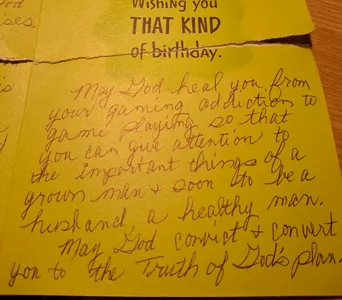 God
ises,
Wishing you
THAT KIND
of birthday.
May God heal you from
your gaming addiction to
game playing so that
you can give attention to
the important things of a
grown man & soon to be a
husband, a healthy man.
May God convict & convert
you to the Truth of God's plan.